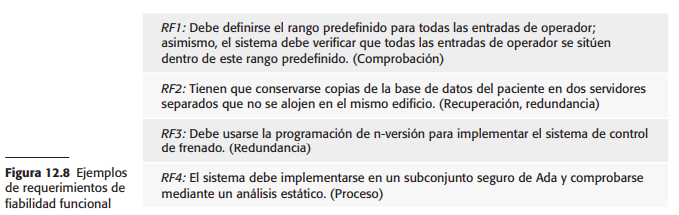 RF1: Debe definirse el rango predefinido para todas las entradas de operador;
asimismo, el sistema debe verificar que todas las entradas de operador se sitúen
dentro de este rango predefinido. (Comprobación)
RF2: Tienen que conservarse copias de la base de datos del paciente en dos servidores
separados que no se alojen en el mismo edificio. (Recuperación, redundancia)
RF3: Debe usarse la programación de n-versión para implementar el sistema de control
de frenado. (Redundancia)
RF4: El sistema debe implementarse en un subconjunto seguro de Ada y comprobarse
mediante un análisis estático. (Proceso)
Figura 12.8 Ejemplos
de requerimientos de
fiabilidad funcional